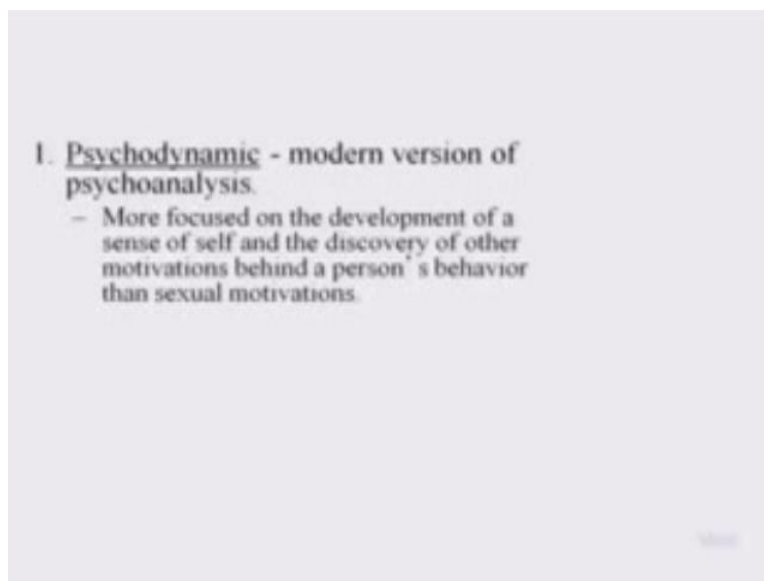 1. Psychodynamic - modern version of
psychoanalysis.
– More focused on the development of a
sense of self and the discovery of other
motivations behind a person's behavior
than sexual motivations.